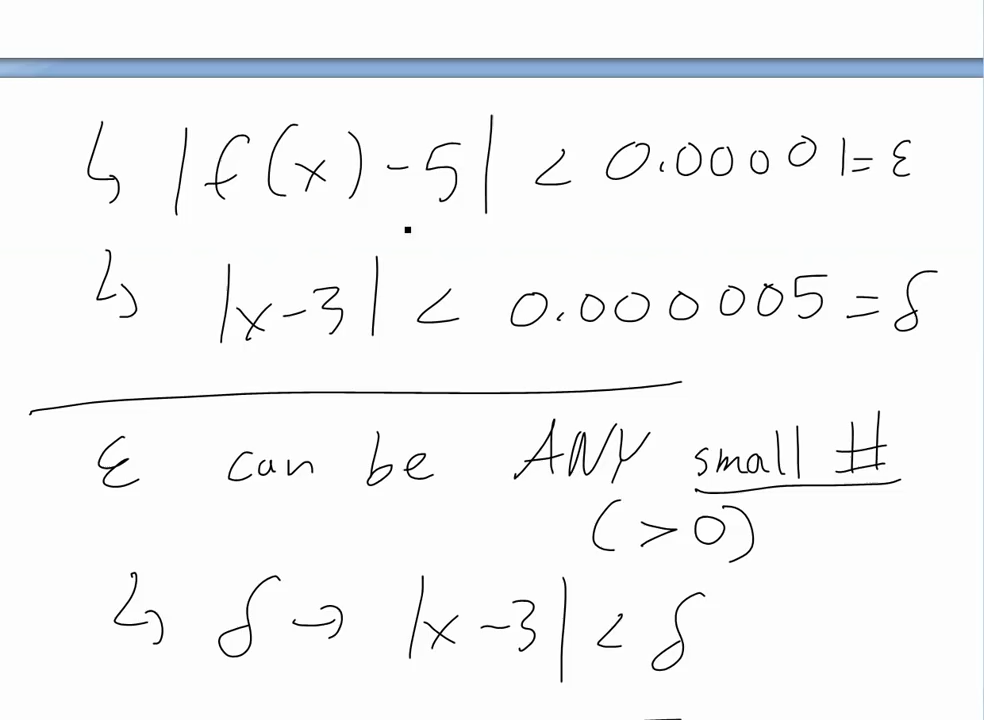 ↳ |f(x) - 5| < 0.00001 = ε
↳ |x - 3| < 0.000005 = δ
ε can be ANY small #
(> 0)
↳ δ → |x - 3| < δ